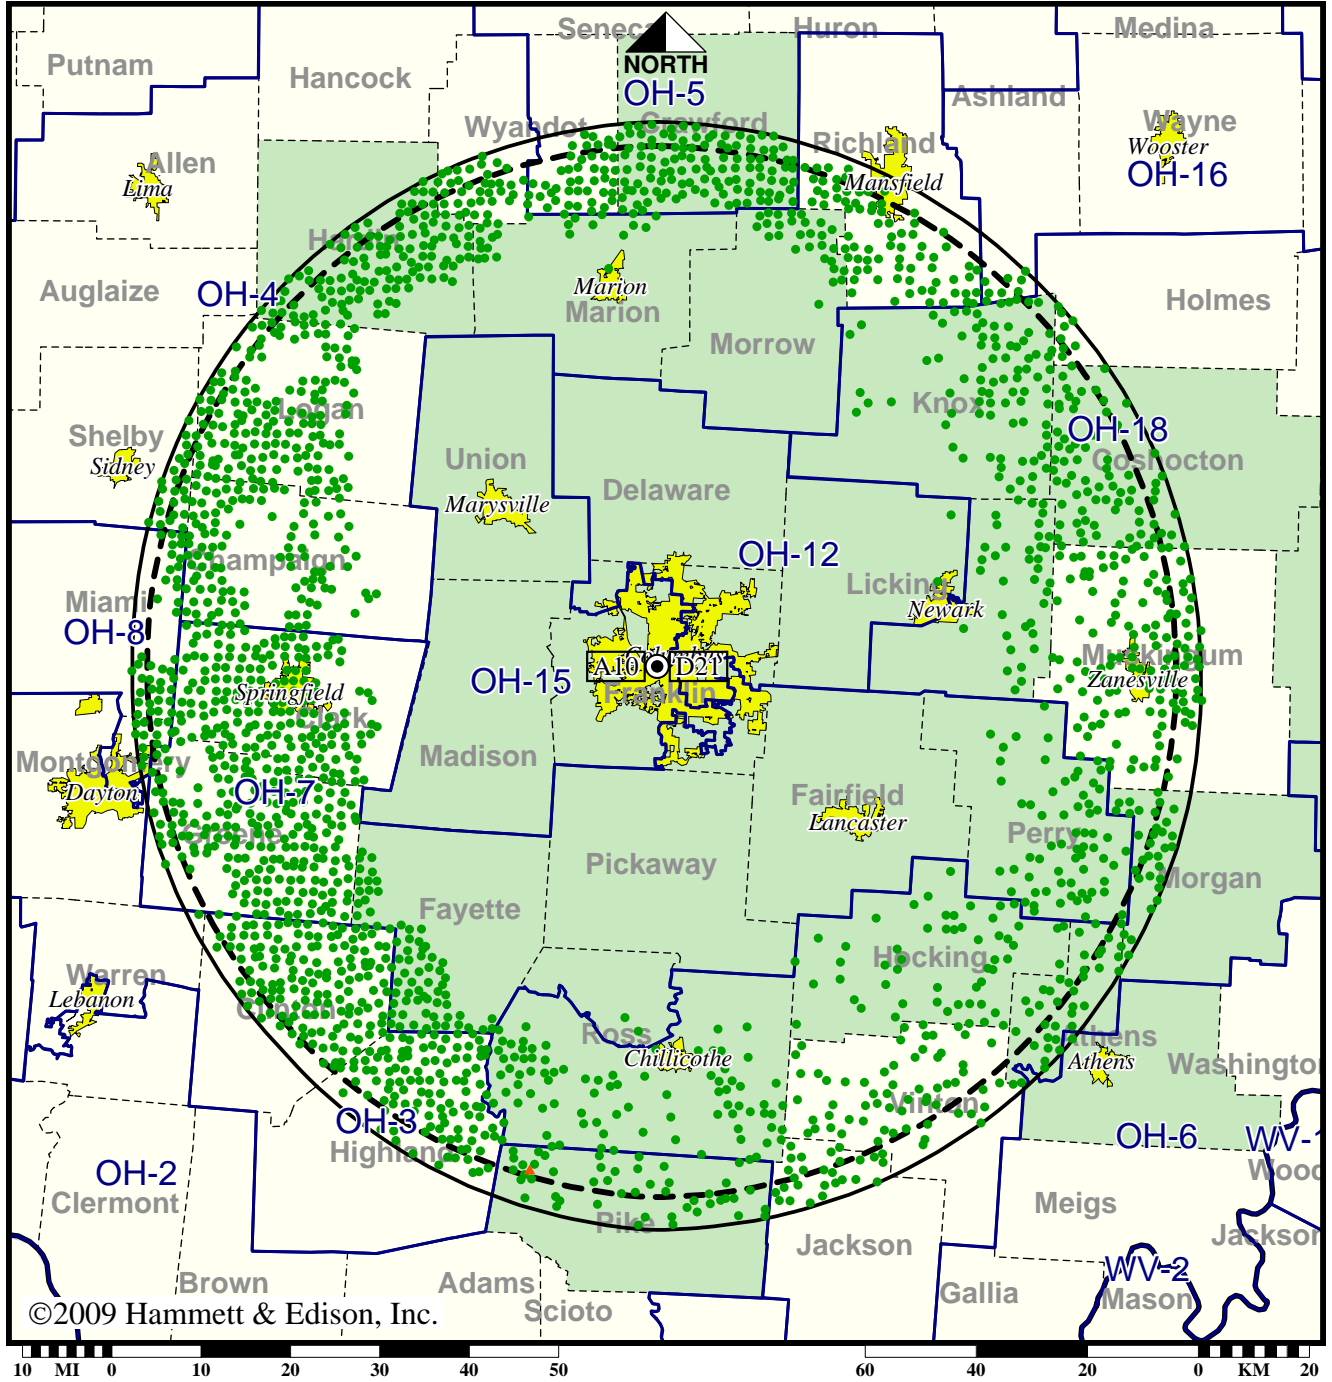 Seneca
Huron
Medina
Putnam
Hancock
NORTH
OH-5
Ashland
Wyandot
Crawford
Richland
Wayne
Wooster
OH-16
Allen
Lima
Mansfield
Hardin
Auglaize
OH-4
Marion
Marion
Holmes
Morrow
Logan
Knox
Shelby
Sidney
OH-18
Coshocton
Union
Delaware
Marysville
Champaign
OH-12
Licking
Newark
Miami
OH-8
Columbus
A10
D21
Muskingum
Zanesville
OH-15
Springfield
Clark
Franklin
Madison
Montgomery
Dayton
OH-7
Greene
Fairfield
Lancaster
Perry
Pickaway
Morgan
Fayette
Hocking
Warren
Lebanon
Clinton
Ross
Chillicothe
Athens
Athens
Washington
Vinton
OH-3
Highland
OH-6
WV-1
Wood
OH-2
Clermont
Meigs
Pike
Jackson
Jackson
WV-2
Mason
Brown
Adams
Scioto
Gallia
©2009 Hammett & Edison, Inc.
10 MI 0 10 20 30 40 50 60 40 20 0 KM 20